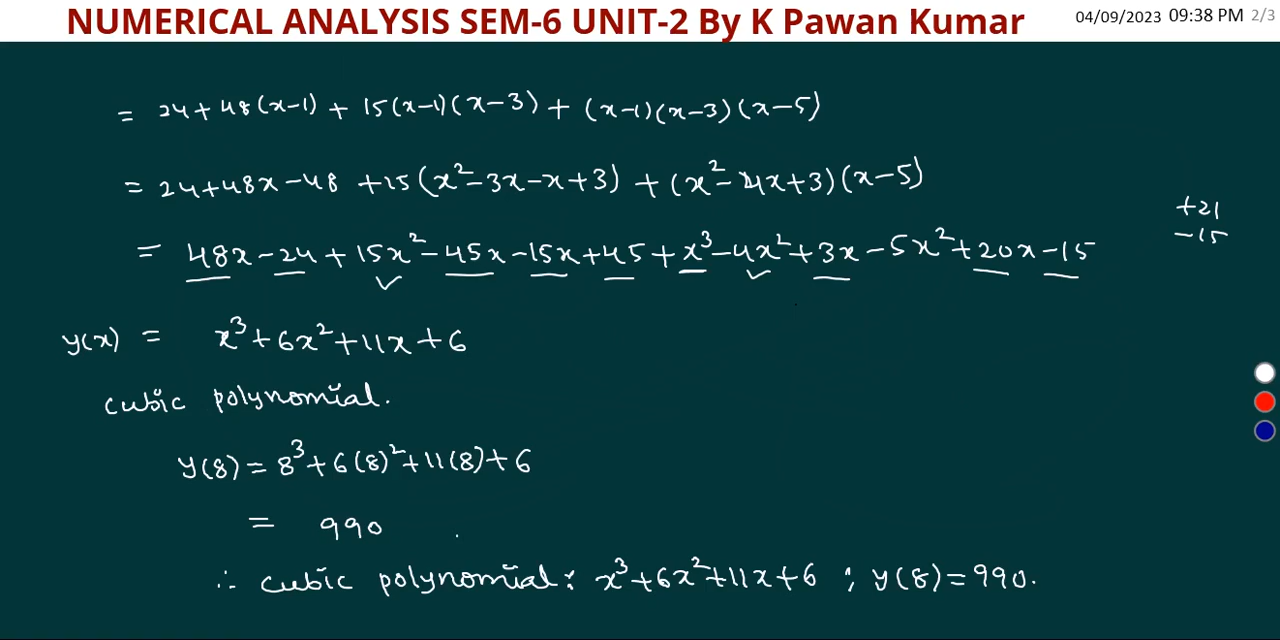 NUMERICAL ANALYSIS SEM-6 UNIT-2 By K Pawan Kumar
04/09/2023 09:38 PM 2/3
= 24+48(x-1) + 15(x-1)(x-3) + (x-1)(x-3)(x-5)
= 24+48x-48 +15(x²-3x-x+3) + (x²-4x+3)(x-5)
+21
-15
= 48x-24+15x²-45x-15x+45+x³-4x²+3x-5x²+20x-15
y(x) = x³+6x²+11x+6
cubic polynomial.
y(8) = 8³+6(8)²+11(8)+6
= 990
∴ cubic polynomial: x³+6x²+11x+6 ; y(8)=990.